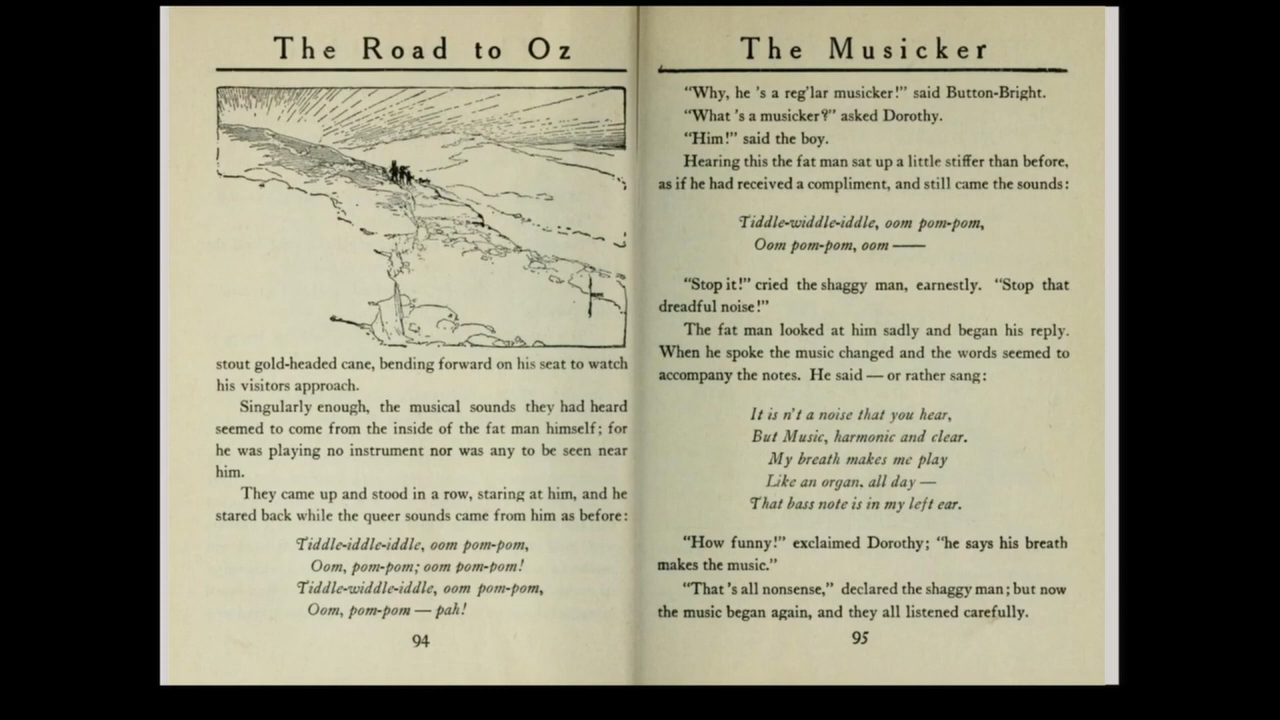 The Road to Oz
stout gold-headed cane, bending forward on his seat to watch
his visitors approach.
Singularly enough, the musical sounds they had heard
seemed to come from the inside of the fat man himself; for
he was playing no instrument nor was any to be seen near
him.
They came up and stood in a row, staring at him, and he
stared back while the queer sounds came from him as before:
Tiddle-iddle-iddle, oom pom-pom,
Oom, pom-pom; oom pom-pom!
Tiddle-widdle-iddle, oom pom-pom,
Oom, pom-pom — pah!
94
The Musicker
“Why, he 's a reg'lar musicker!” said Button-Bright.
“What 's a musicker?” asked Dorothy.
“Him!” said the boy.
Hearing this the fat man sat up a little stiffer than before,
as if he had received a compliment, and still came the sounds:
Tiddle-widdle-iddle, oom pom-pom,
Oom pom-pom, oom ——
“Stop it!” cried the shaggy man, earnestly. “Stop that
dreadful noise!”
The fat man looked at him sadly and began his reply.
When he spoke the music changed and the words seemed to
accompany the notes. He said — or rather sang:
It is n't a noise that you hear,
But Music, harmonic and clear.
My breath makes me play
Like an organ, all day —
That bass note is in my left ear.
“How funny!” exclaimed Dorothy; “he says his breath
makes the music.”
“That 's all nonsense,” declared the shaggy man; but now
the music began again, and they all listened carefully.
95